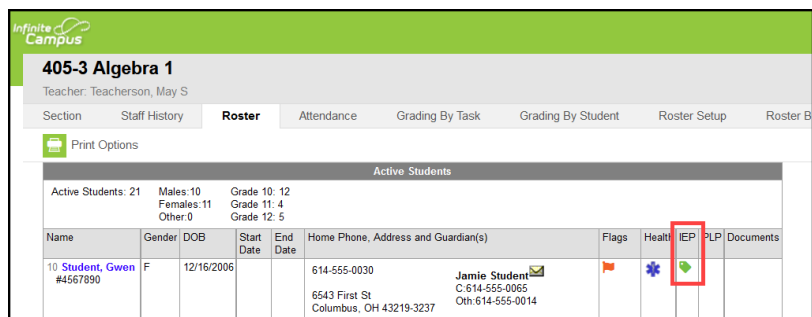 Infinite
Campus
405-3 Algebra 1
Teacher: Teacherson, May S
Section Staff History Roster Attendance Grading By Task Grading By Student Roster Setup Roster B
Print Options
Active Students
Active Students: 21 Males:10 Grade 10: 12
Females:11 Grade 11: 4
Other:0 Grade 12: 5
Name Gender DOB Start Date End Date Home Phone, Address and Guardian(s) Flags Health IEP PLP Documents
10 Student, Gwen F 12/16/2006 614-555-0030 Jamie Student
#4567890 C:614-555-0065
6543 First St Oth:614-555-0014
Columbus, OH 43219-3237